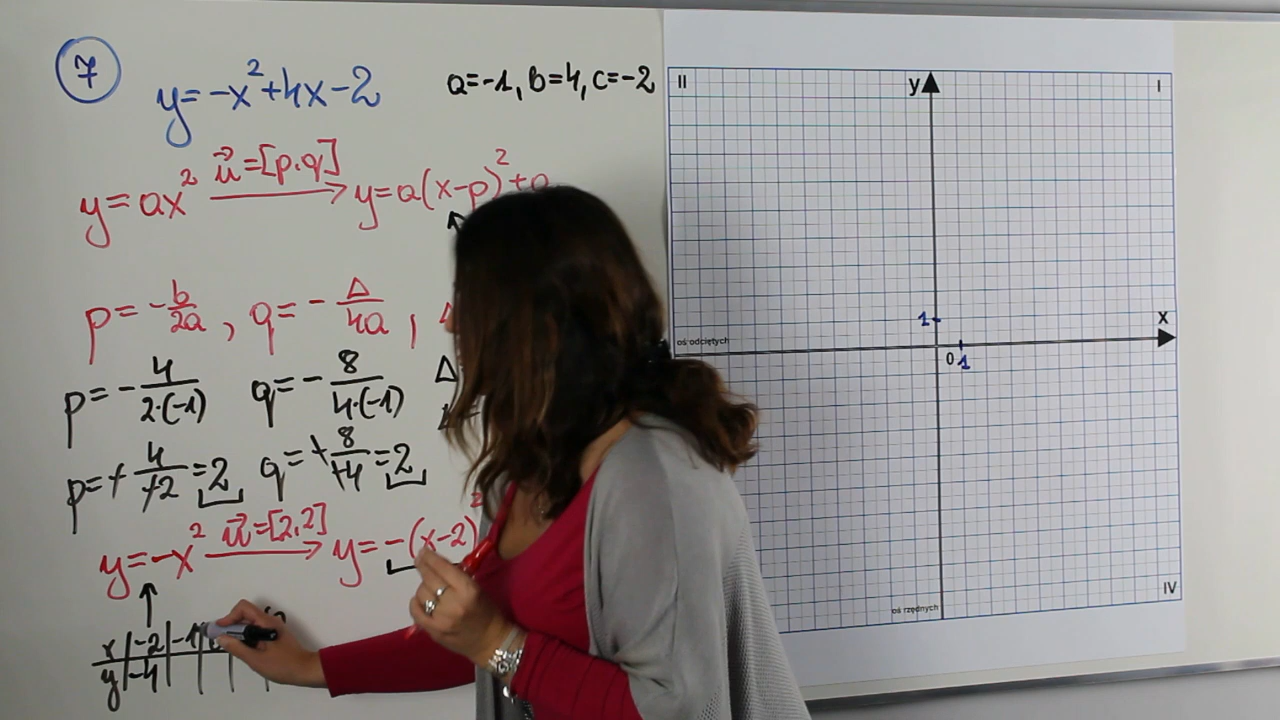 7
y=-x²+4x-2
a=-1, b=4, c=-2
y=ax² u⃗=[p,q] → y=a(x-p)²+q
p=-b/2a, q=-Δ/4a,
p=-4/2·(-1) q=-8/4·(-1) Δ
p=+4/+2=2 q=+8/+4=2
y=-x² u⃗=[2,2] → y=-(x-2)²
x -2 -1
y -4
II y I
1
x
oś odciętych
0 1
oś rzędnych
IV